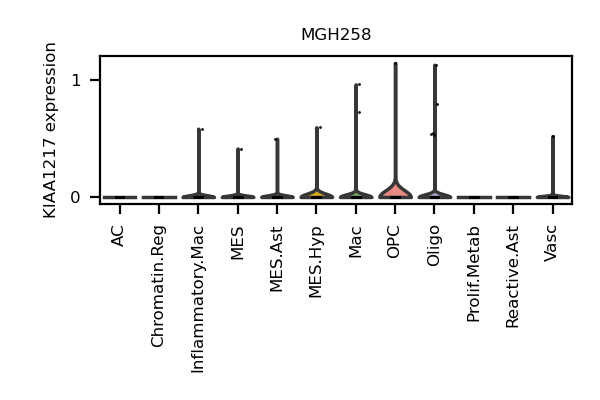 MGH258
KIAA1217 expression
1
0
AC
Chromatin.Reg
Inflammatory.Mac
MES
MES.Ast
MES.Hyp
Mac
OPC
Oligo
Prolif.Metab
Reactive.Ast
Vasc